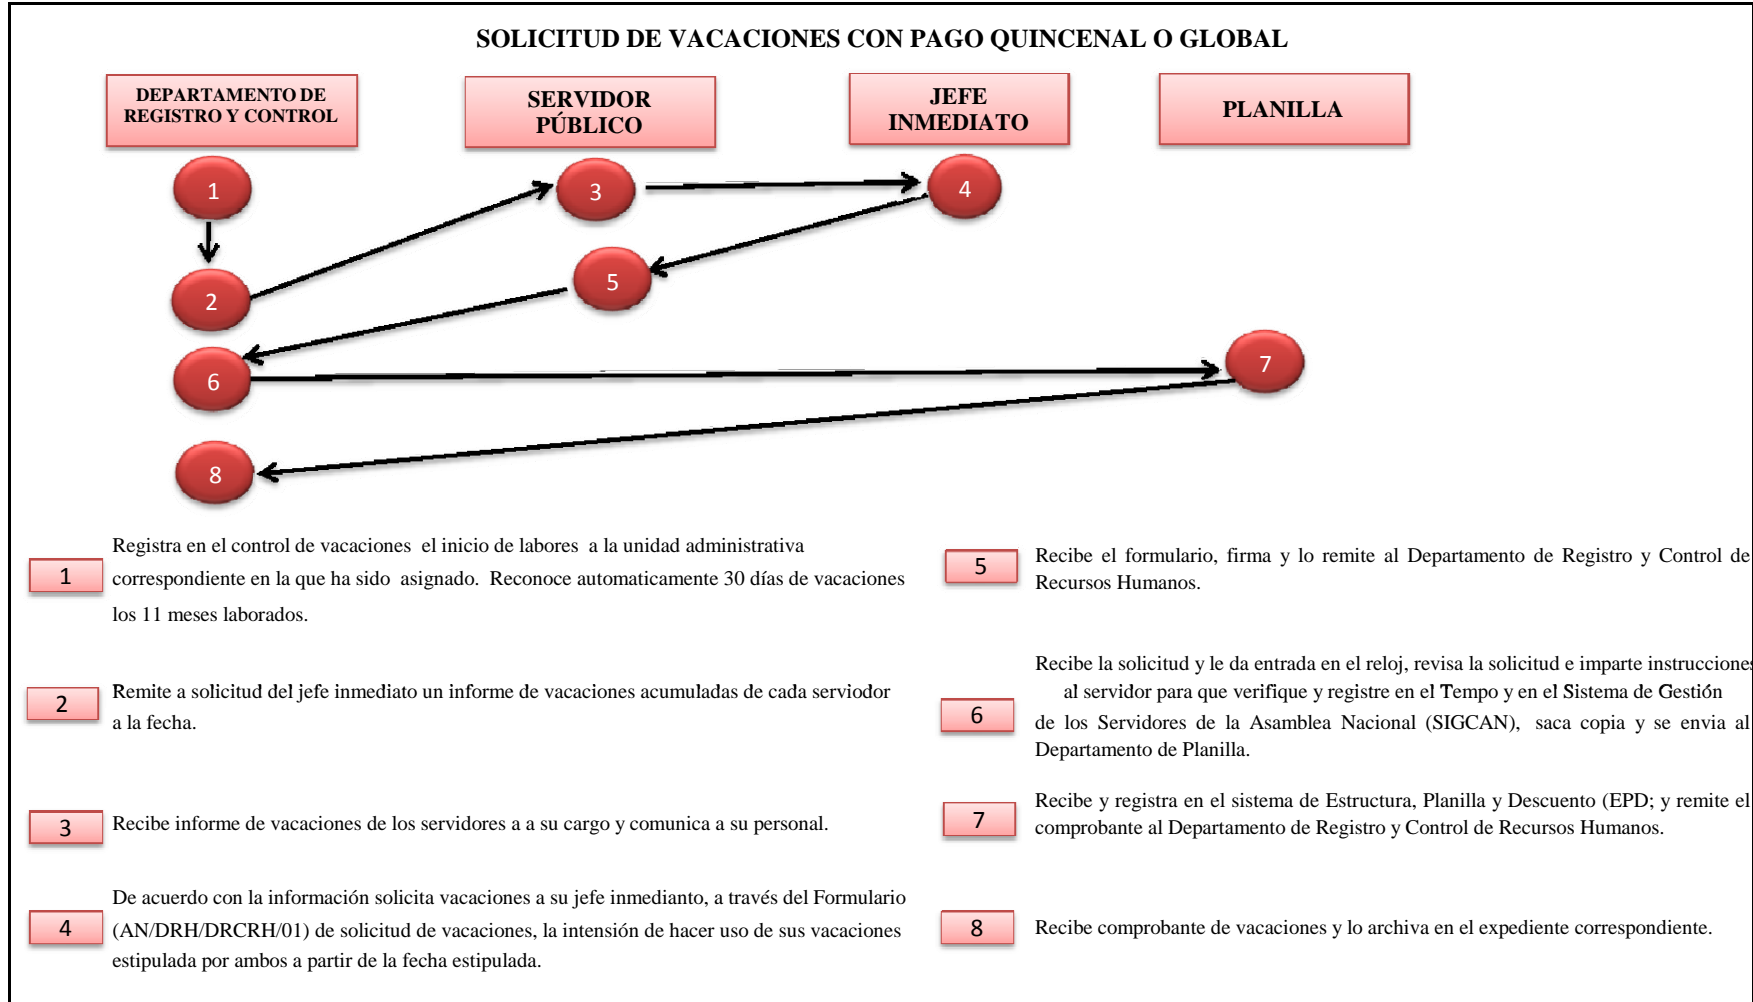 SOLICITUD DE VACACIONES CON PAGO QUINCENAL O GLOBAL
DEPARTAMENTO DE
REGISTRO Y CONTROL
SERVIDOR
PÚBLICO
JEFE
INMEDIATO
PLANILLA
1
3
4
2
5
6
7
8
1
Registra en el control de vacaciones el inicio de labores a la unidad administrativa
correspondiente en la que ha sido asignado. Reconoce automaticamente 30 días de vacaciones
los 11 meses laborados.
2
Remite a solicitud del jefe inmediato un informe de vacaciones acumuladas de cada serviodor
a la fecha.
3
Recibe informe de vacaciones de los servidores a a su cargo y comunica a su personal.
4
De acuerdo con la información solicita vacaciones a su jefe inmedianto, a través del Formulario
(AN/DRH/DRCRH/01) de solicitud de vacaciones, la intensión de hacer uso de sus vacaciones
estipulada por ambos a partir de la fecha estipulada.
5
Recibe el formulario, firma y lo remite al Departamento de Registro y Control de
Recursos Humanos.
6
Recibe la solicitud y le da entrada en el reloj, revisa la solicitud e imparte instrucciones
al servidor para que verifique y registre en el Tempo y en el Sistema de Gestión
de los Servidores de la Asamblea Nacional (SIGCAN), saca copia y se envia al
Departamento de Planilla.
7
Recibe y registra en el sistema de Estructura, Planilla y Descuento (EPD; y remite el
comprobante al Departamento de Registro y Control de Recursos Humanos.
8
Recibe comprobante de vacaciones y lo archiva en el expediente correspondiente.